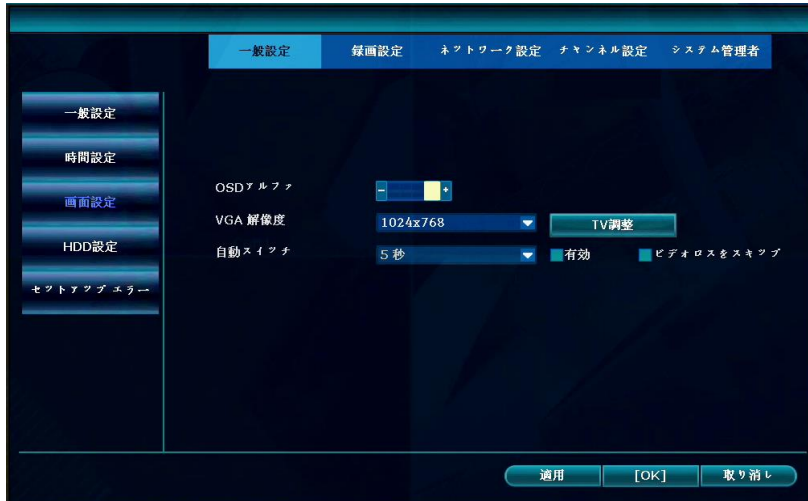 一般設定 録画設定 ネットワーク設定 チャンネル設定 システム管理者
一般設定
時間設定
画面設定
HDD設定
セットアップ エラー
OSDアルファ - +
VGA 解像度 1024x768 TV調整
自動スイッチ 5 秒 有効 ビデオロスをスキップ
適用 [OK] 取り消し